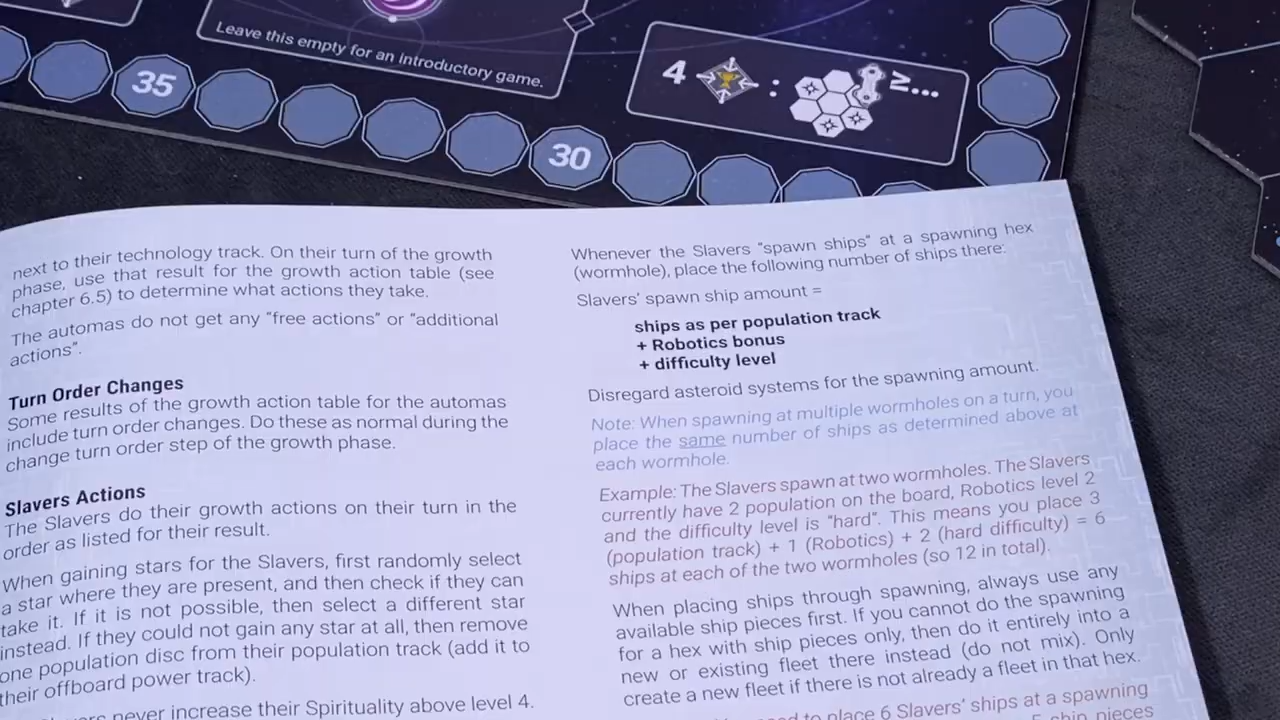 Leave this empty for an introductory game.
35
30
4 : ≥...
next to their technology track. On their turn of the growth
phase, use that result for the growth action table (see
chapter 6.5) to determine what actions they take.
The automas do not get any "free actions" or "additional
actions".
Turn Order Changes
Some results of the growth action table for the automas
include turn order changes. Do these as normal during the
change turn order step of the growth phase.
Slavers Actions
The Slavers do their growth actions on their turn in the
order as listed for their result.
When gaining stars for the Slavers, first randomly select
a star where they are present, and then check if they can
take it. If it is not possible, then select a different star
instead. If they could not gain any star at all, then remove
one population disc from their population track (add it to
their offboard power track).
never increase their Spirituality above level 4.
Whenever the Slavers "spawn ships" at a spawning hex
(wormhole), place the following number of ships there:
Slavers' spawn ship amount =
ships as per population track
+ Robotics bonus
+ difficulty level
Disregard asteroid systems for the spawning amount.
Note: When spawning at multiple wormholes on a turn, you
place the same number of ships as determined above at
each wormhole.
Example: The Slavers spawn at two wormholes. The Slavers
currently have 2 population on the board, Robotics level 2
and the difficulty level is "hard". This means you place 3
(population track) + 1 (Robotics) + 2 (hard difficulty) = 6
ships at each of the two wormholes (so 12 in total).
When placing ships through spawning, always use any
available ship pieces first. If you cannot do the spawning
for a hex with ship pieces only, then do it entirely into a
new or existing fleet there instead (do not mix). Only
create a new fleet if there is not already a fleet in that hex.
to place 6 Slavers' ships at a spawning
5 ship pieces